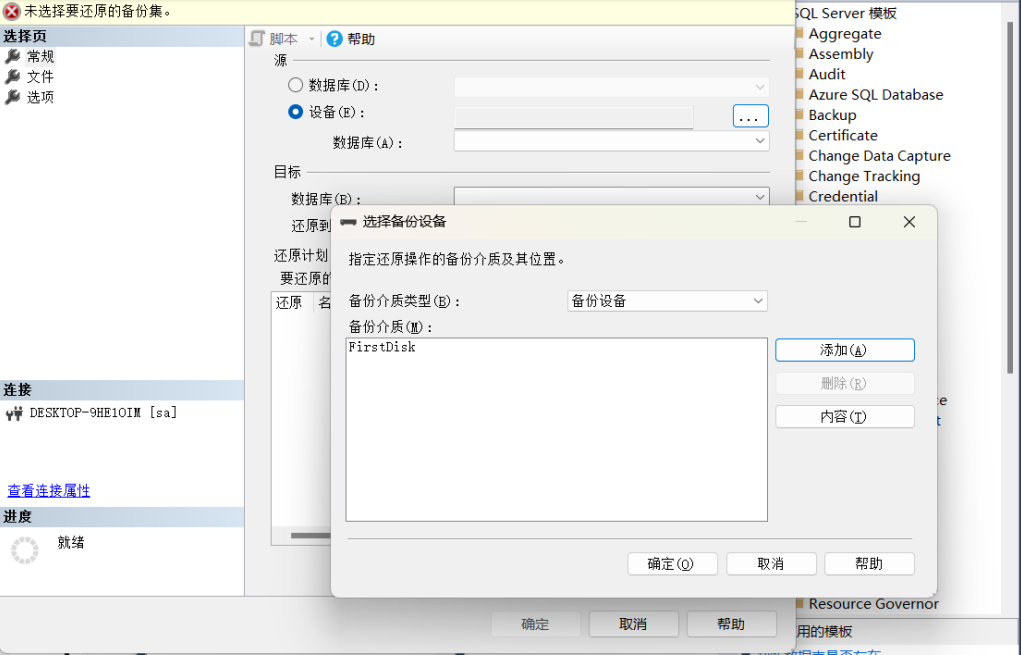 未选择要还原的备份集。
选择页
常规
文件
选项
脚本
帮助
源
数据库(D):
设备(E):
...
数据库(A):
目标
数据库(B):
还原到
还原计划
要还原的
还原 名
连接
DESKTOP-9HE1OIM [sa]
查看连接属性
进度
就绪
确定
取消
帮助
选择备份设备
指定还原操作的备份介质及其位置。
备份介质类型(B):
备份设备
备份介质(M):
FirstDisk
添加(A)
删除(R)
内容(T)
确定(O)
取消
帮助
SQL Server 模板
Aggregate
Assembly
Audit
Azure SQL Database
Backup
Certificate
Change Data Capture
Change Tracking
Credential
Resource Governor
用的模板